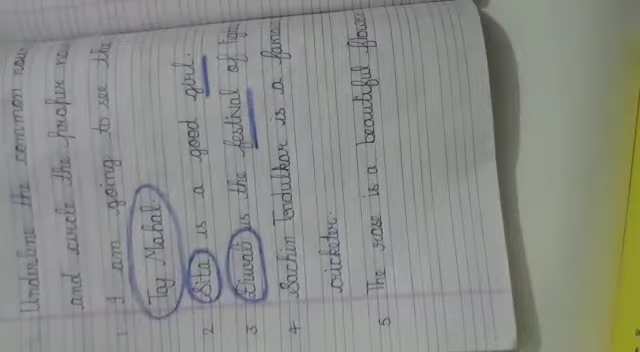 Underline the common nou
and circle the proper nou
1 I am going to see the
Taj Mahal.
2 Sita is a good girl.
3 Diwali is the festival of
4 Sachin Tendulkar is a famo
cricketer.
5 The rose is a beautiful flower